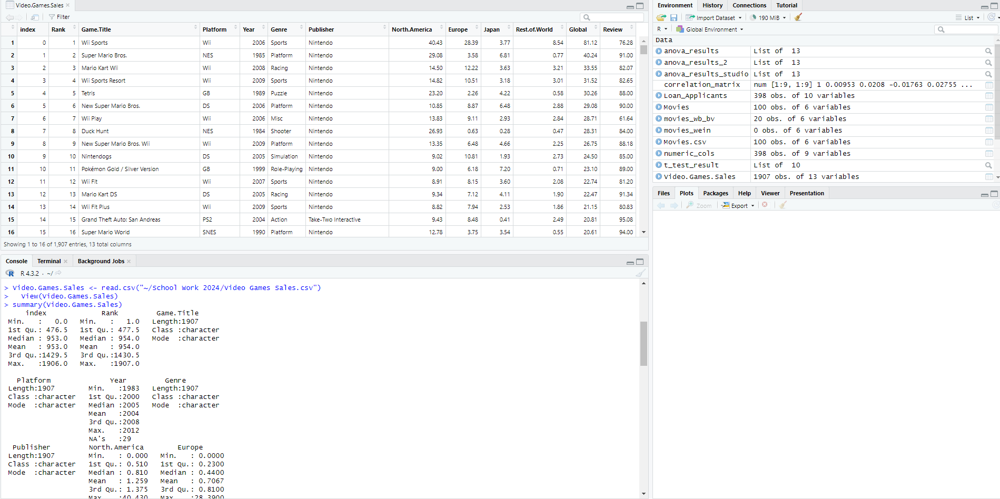 Video.Games.Sales
Filter
index Rank Game.Title Platform Year Genre Publisher North.America Europe Japan Rest.of.World Global Review
1 0 1 Wii Sports Wii 2006 Sports Nintendo 40.43 28.39 3.77 8.54 81.12 76.28
2 1 2 Super Mario Bros. NES 1985 Platform Nintendo 29.08 3.58 6.81 0.77 40.24 91.00
3 2 3 Mario Kart Wii Wii 2008 Racing Nintendo 14.50 12.22 3.63 3.21 33.55 82.07
4 3 4 Wii Sports Resort Wii 2009 Sports Nintendo 14.82 10.51 3.18 3.01 31.52 82.65
5 4 5 Tetris GB 1989 Puzzle Nintendo 23.20 2.26 4.22 0.58 30.26 88.00
6 5 6 New Super Mario Bros. DS 2006 Platform Nintendo 10.85 8.87 6.48 2.88 29.08 90.00
7 6 7 Wii Play Wii 2006 Misc Nintendo 13.83 9.11 2.93 2.84 28.71 61.64
8 7 8 Duck Hunt NES 1984 Shooter Nintendo 26.93 0.63 0.28 0.47 28.31 84.00
9 8 9 New Super Mario Bros. Wii Wii 2009 Platform Nintendo 13.35 6.48 4.66 2.25 26.75 88.18
10 9 10 Nintendogs DS 2005 Simulation Nintendo 9.02 10.81 1.93 2.73 24.50 85.00
11 10 11 Pokémon Gold / Silver Version GB 1999 Role-Playing Nintendo 9.00 6.18 7.20 0.71 23.10 89.00
12 11 12 Wii Fit Wii 2007 Sports Nintendo 8.91 8.15 3.60 2.08 22.74 81.20
13 12 13 Mario Kart DS DS 2005 Racing Nintendo 9.34 7.12 4.11 1.90 22.47 91.34
14 13 14 Wii Fit Plus Wii 2009 Sports Nintendo 8.82 7.94 2.53 1.86 21.15 80.83
15 14 15 Grand Theft Auto: San Andreas PS2 2004 Action Take-Two Interactive 9.43 8.48 0.41 2.49 20.81 95.08
16 15 16 Super Mario World SNES 1990 Platform Nintendo 12.78 3.75 3.54 0.55 20.61 94.00
Showing 1 to 16 of 1,907 entries, 13 total columns
Console Terminal Background Jobs
R R 4.3.2 · ~/
> Video.Games.Sales <- read.csv("~/School Work 2024/Video Games Sales.csv")
> View(Video.Games.Sales)
> summary(Video.Games.Sales)
index Rank Game.Title
Min. : 0.0 Min. : 1.0 Length:1907
1st Qu.: 476.5 1st Qu.: 477.5 Class :character
Median : 953.0 Median : 954.0 Mode :character
Mean : 953.0 Mean : 954.0
3rd Qu.:1429.5 3rd Qu.:1430.5
Max. :1906.0 Max. :1907.0
Platform Year Genre
Length:1907 Min. :1983 Length:1907
Class :character 1st Qu.:2000 Class :character
Mode :character Median :2005 Mode :character
Mean :2004
3rd Qu.:2008
Max. :2012
NA's :29
Publisher North.America Europe
Length:1907 Min. : 0.000 Min. : 0.0000
Class :character 1st Qu.: 0.510 1st Qu.: 0.2300
Mode :character Median : 0.810 Median : 0.4400
Mean : 1.259 Mean : 0.7067
3rd Qu.: 1.375 3rd Qu.: 0.8100
Max. :40.430 Max. :28.3900
Environment History Connections Tutorial
Import Dataset 190 MiB List
R Global Environment
Data
anova_results List of 13
anova_results_2 List of 13
anova_results_studio List of 13
correlation_matrix num [1:9, 1:9] 1 0.00953 0.0208 -0.01763 0.02755 ...
Loan_Applicants 398 obs. of 10 variables
Movies 100 obs. of 6 variables
movies_wb_bv 20 obs. of 6 variables
movies_wein 0 obs. of 6 variables
Movies.csv 100 obs. of 6 variables
numeric_cols 398 obs. of 9 variables
t_test_result List of 10
Video.Games.Sales 1907 obs. of 13 variables
Files Plots Packages Help Viewer Presentation
Zoom Export